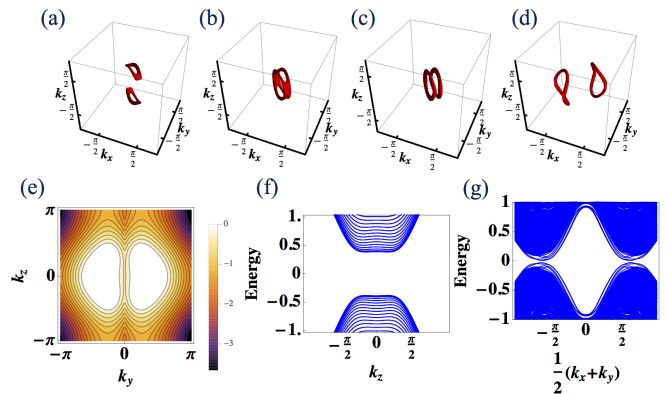 (a) (b) (c) (d)
π/2 π/2 π/2 π/2
k_z k_z k_z k_z
−π/2 −π/2 −π/2 −π/2
π/2 π/2 π/2 π/2
k_y k_y k_y k_y
−π/2 π/2 −π/2 −π/2 π/2 −π/2 −π/2 π/2 −π/2 −π/2 π/2 −π/2
k_x k_x k_x k_x
(e) (f) (g)
π
k_z 0
−π
−π 0 π
k_y
0
−1
−2
−3
1.
0.5
Energy 0
−0.5
−1.
−π/2 0 π/2
k_z
1
0.5
Energy 0
−0.5
−1
−π/2 0 π/2
1/2 (k_x+k_y)